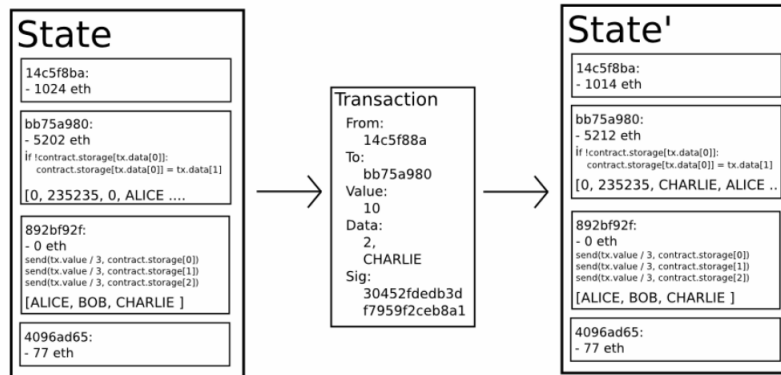 State
14c5f8ba:
- 1024 eth
bb75a980:
- 5202 eth
if !contract.storage[tx.data[0]]:
contract.storage[tx.data[0]] = tx.data[1]
[0, 235235, 0, ALICE ....
892bf92f:
- 0 eth
send(tx.value / 3, contract.storage[0])
send(tx.value / 3, contract.storage[1])
send(tx.value / 3, contract.storage[2])
[ALICE, BOB, CHARLIE ]
4096ad65:
- 77 eth
Transaction
From:
14c5f88a
To:
bb75a980
Value:
10
Data:
2,
CHARLIE
Sig:
30452fdedb3d
f7959f2ceb8a1
State'
14c5f8ba:
- 1014 eth
bb75a980:
- 5212 eth
if !contract.storage[tx.data[0]]:
contract.storage[tx.data[0]] = tx.data[1]
[0, 235235, CHARLIE, ALICE ..
892bf92f:
- 0 eth
send(tx.value / 3, contract.storage[0])
send(tx.value / 3, contract.storage[1])
send(tx.value / 3, contract.storage[2])
[ALICE, BOB, CHARLIE ]
4096ad65:
- 77 eth